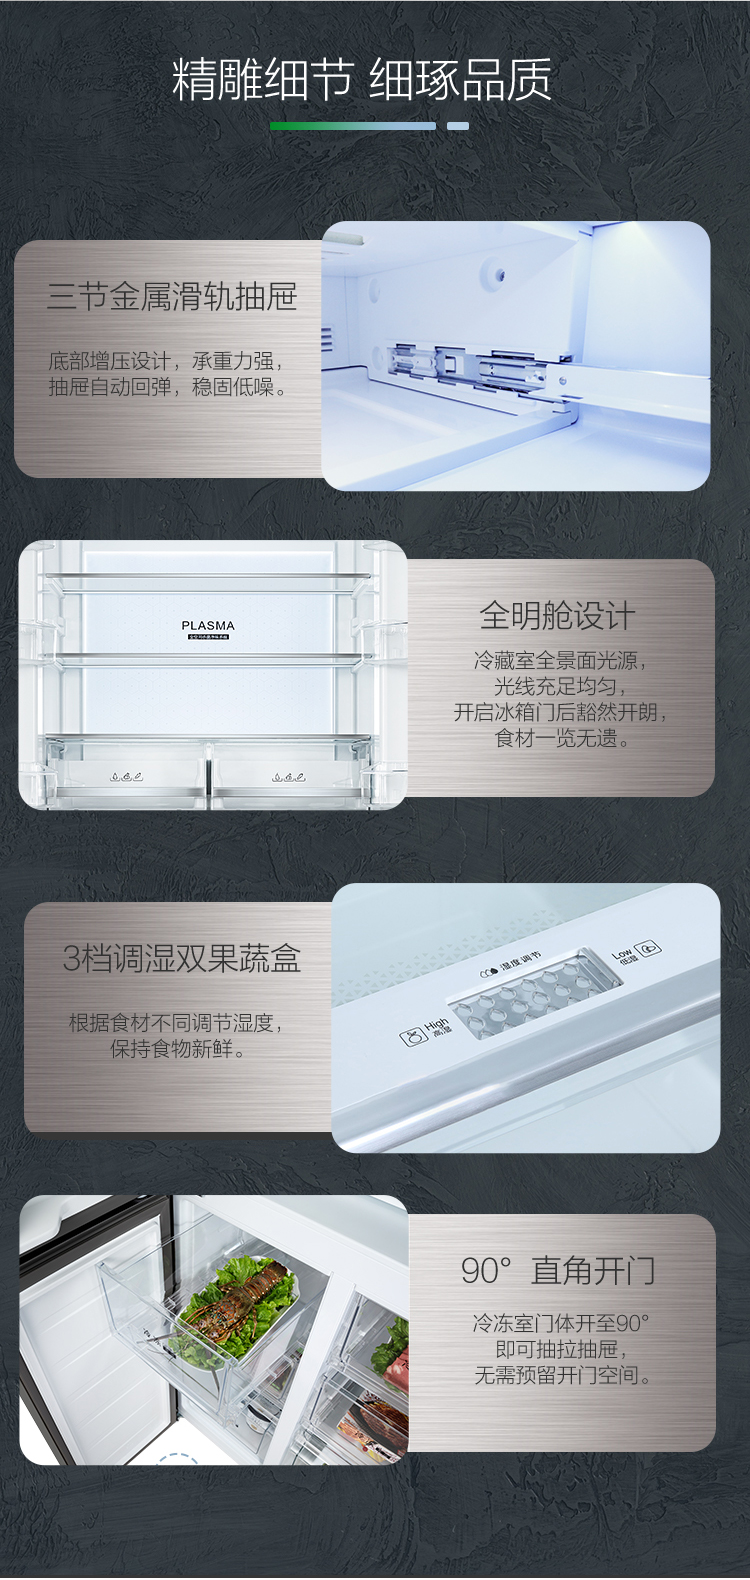 精雕细节 细琢品质
三节金属滑轨抽屉
底部增压设计，承重力强，
抽屉自动回弹，稳固低噪。
PLASMA
全明舱设计
冷藏室全景面光源，
光线充足均匀，
开启冰箱门后豁然开朗，
食材一览无遗。
3档调湿双果蔬盒
根据食材不同调节湿度，
保持食物新鲜。
湿度调节
Low
低湿
High
高湿
90° 直角开门
冷冻室门体开至90°
即可抽拉抽屉，
无需预留开门空间。